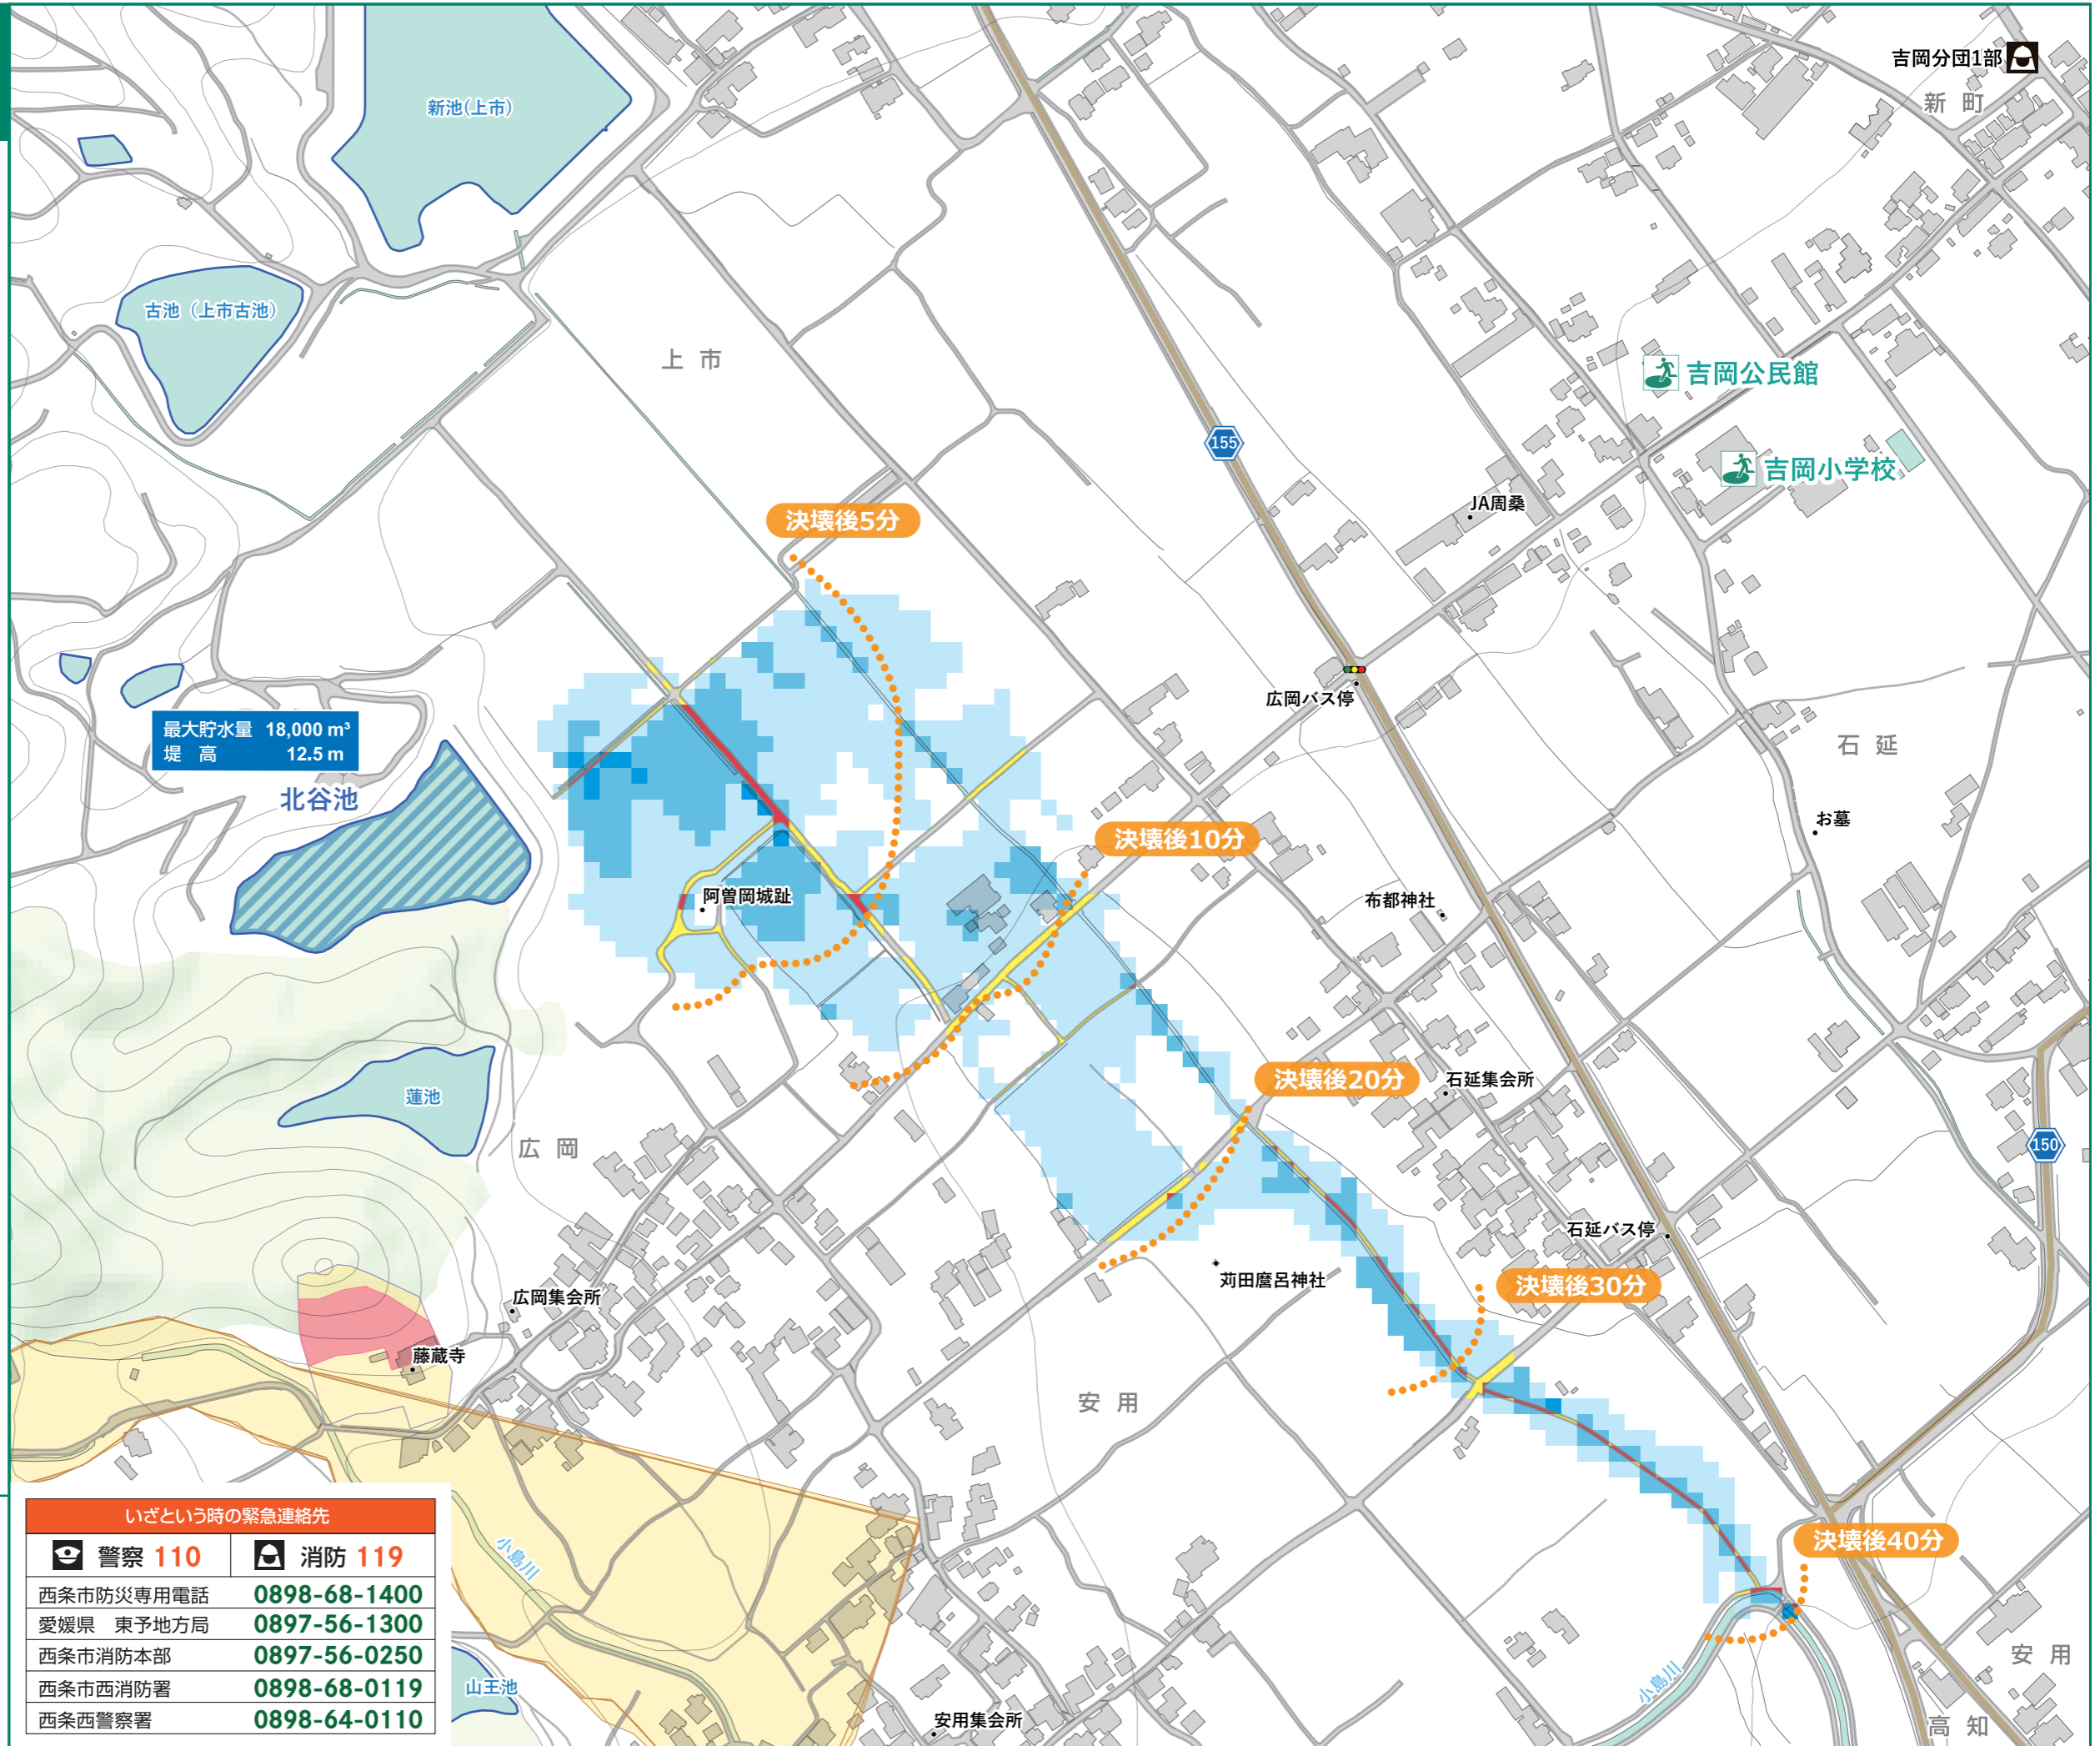 吉岡分団1部
新町
新池(上市)
古池（上市古池）
上市
吉岡公民館
155
吉岡小学校
JA周桑
決壊後5分
広岡バス停
最大貯水量 18,000 m³
堤 高 12.5 m
石延
北谷池
お墓
決壊後10分
阿曽岡城趾
布都神社
決壊後20分
石延集会所
蓮池
広岡
150
石延バス停
苅田麿呂神社
決壊後30分
広岡集会所
藤蔵寺
安用
いざという時の緊急連絡先
警察 110 消防 119
西条市防災専用電話 0898-68-1400
愛媛県 東予地方局 0897-56-1300
西条市消防本部 0897-56-0250
西条市西消防署 0898-68-0119
西条西警察署 0898-64-0110
小島川
決壊後40分
安用
小島川
山王池
安用集会所
高知